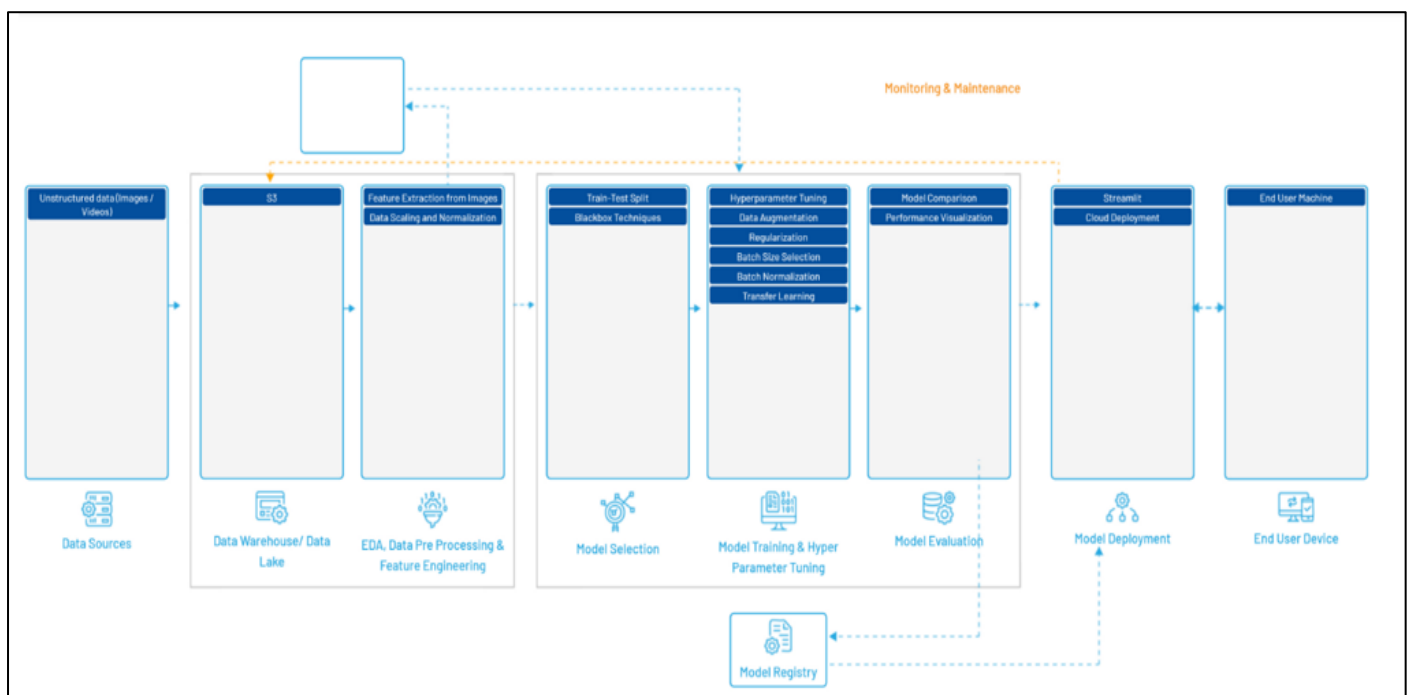 Monitoring & Maintenance
Unstructured data (Images /
Videos)
S3
Feature Extraction from Images
Data Scaling and Normalization
Train-Test Split
Blackbox Techniques
Hyperparameter Tuning
Data Augmentation
Regularization
Batch Size Selection
Batch Normalization
Transfer Learning
Model Comparison
Performance Visualization
Streamlit
Cloud Deployment
End User Machine
Data Sources
Data Warehouse/ Data
Lake
EDA, Data Pre Processing &
Feature Engineering
Model Selection
Model Training & Hyper
Parameter Tuning
Model Evaluation
Model Deployment
End User Device
Model Registry